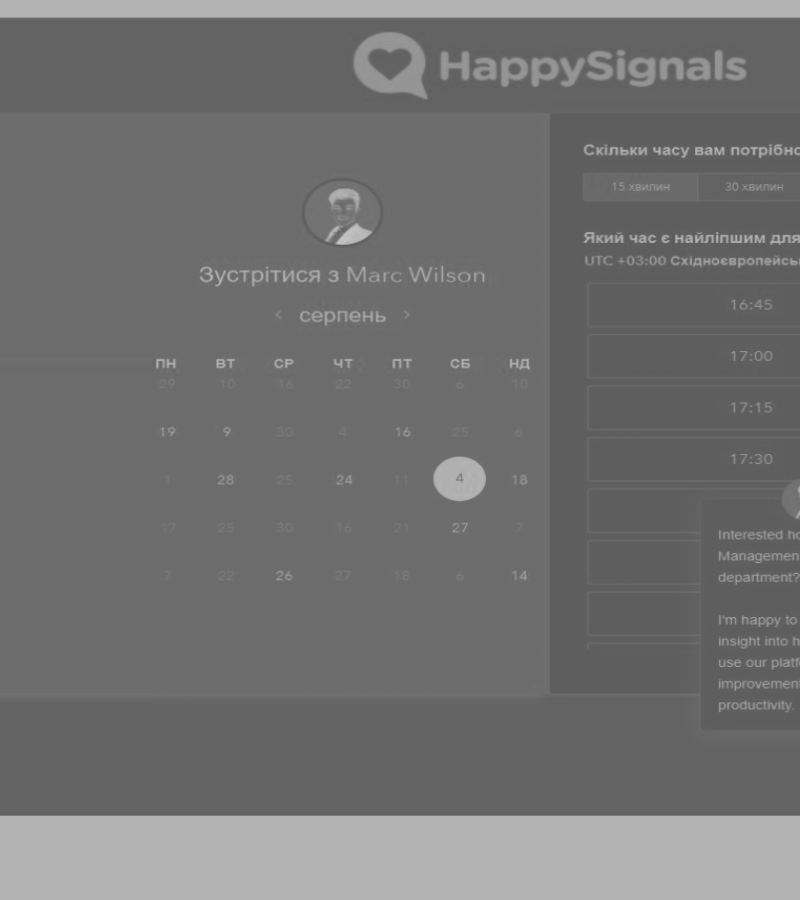 HappySignals
Зустрітися з Marc Wilson
‹ серпень ›
ПН ВТ СР ЧТ ПТ СБ НД
29 10 16 22 30 6 10
19 9 30 4 16 25 6
1 28 25 24 11 4 18
17 25 30 16 21 27 7
7 22 26 27 18 6 14
Скільки часу вам потрібно
15 хвилин 30 хвилин
Який час є найліпшим для
UTC +03:00 Східноєвропейсь
16:45
17:00
17:15
17:30
Interested ho
Managemen
department?
I'm happy to
insight into h
use our platf
improvement
productivity.